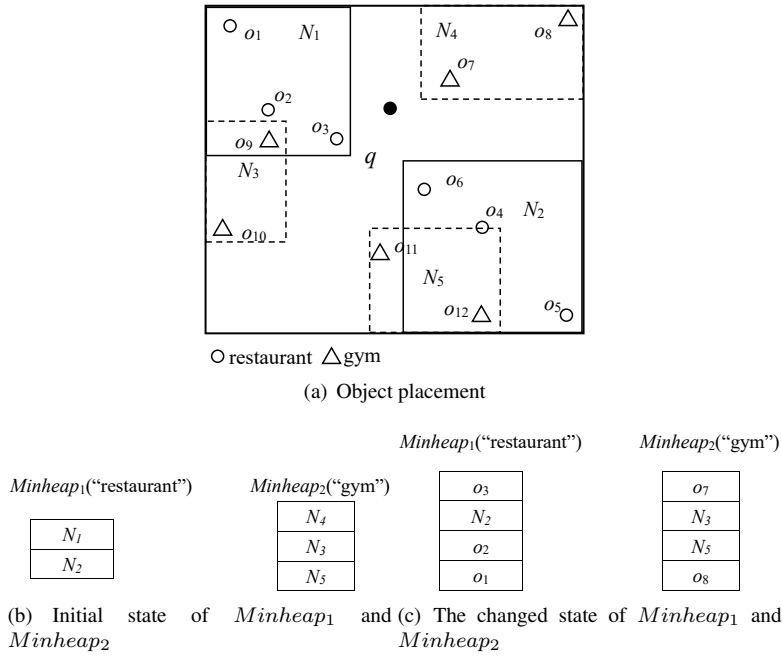 o1 N1 N4 o8
o7
o2
o3
o9 q
N3 o6
o4 N2
o10 o11
N5
o12 o5
restaurant gym
(a) Object placement
Minheap1(“restaurant”) Minheap2(“gym”)
N1
N2
N4
N3
N5
(b) Initial state of Minheap1 and
Minheap2
Minheap1(“restaurant”) Minheap2(“gym”)
o3
N2
o2
o1
o7
N3
N5
o8
(c) The changed state of Minheap1 and
Minheap2